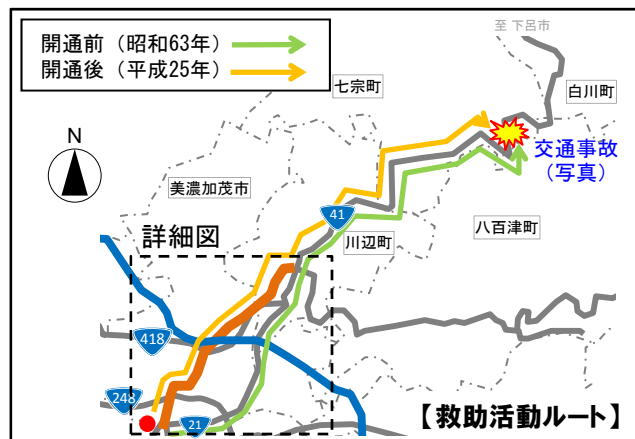 開通前（昭和63年）
開通後（平成25年）
至 下呂市
七宗町
白川町
N
交通事故
（写真）
美濃加茂市
41
八百津町
川辺町
詳細図
418
248
21
【救助活動ルート】